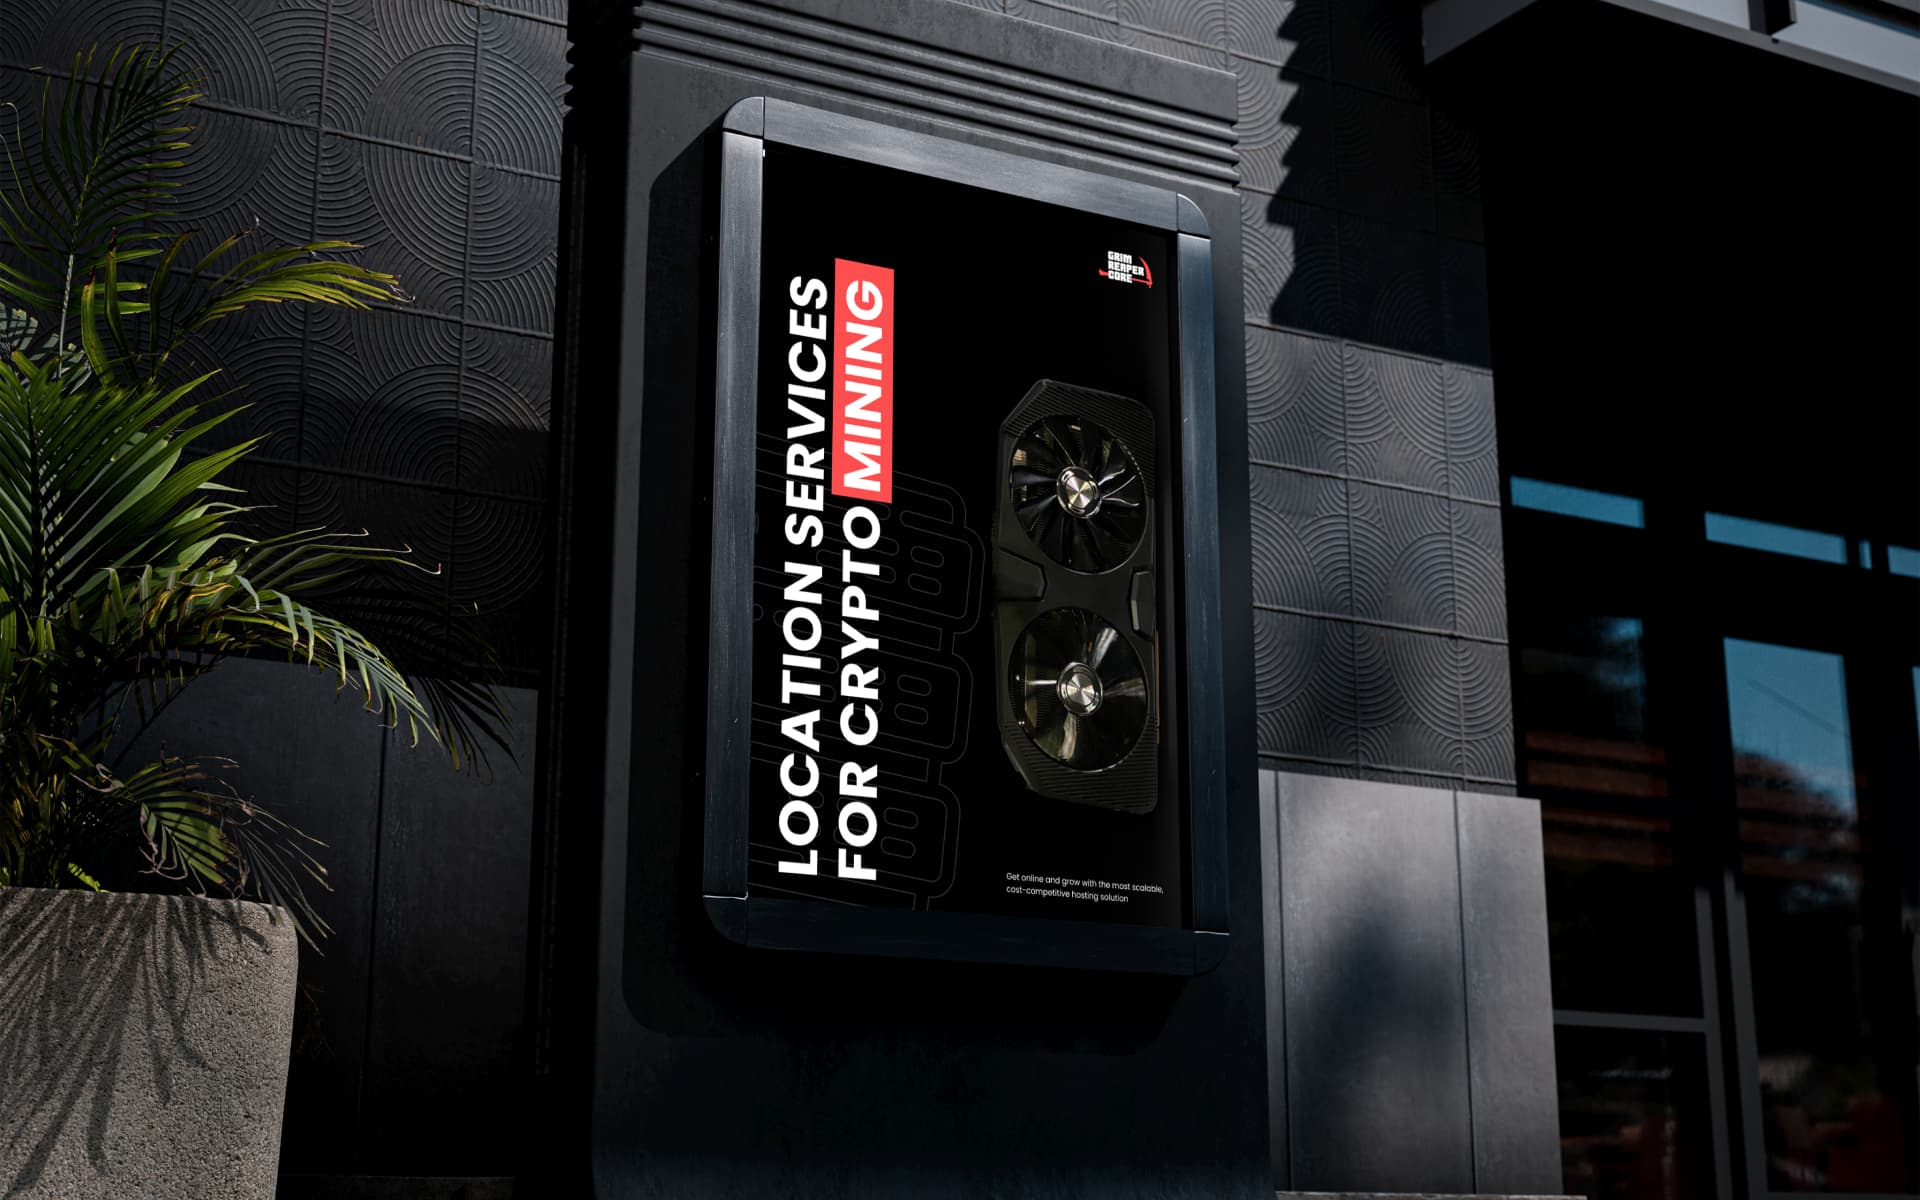 GRIM
REAPER
CORE
LOCATION SERVICES
FOR CRYPTO MINING
Get online and grow with the most scalable,
cost-competitive hosting solution